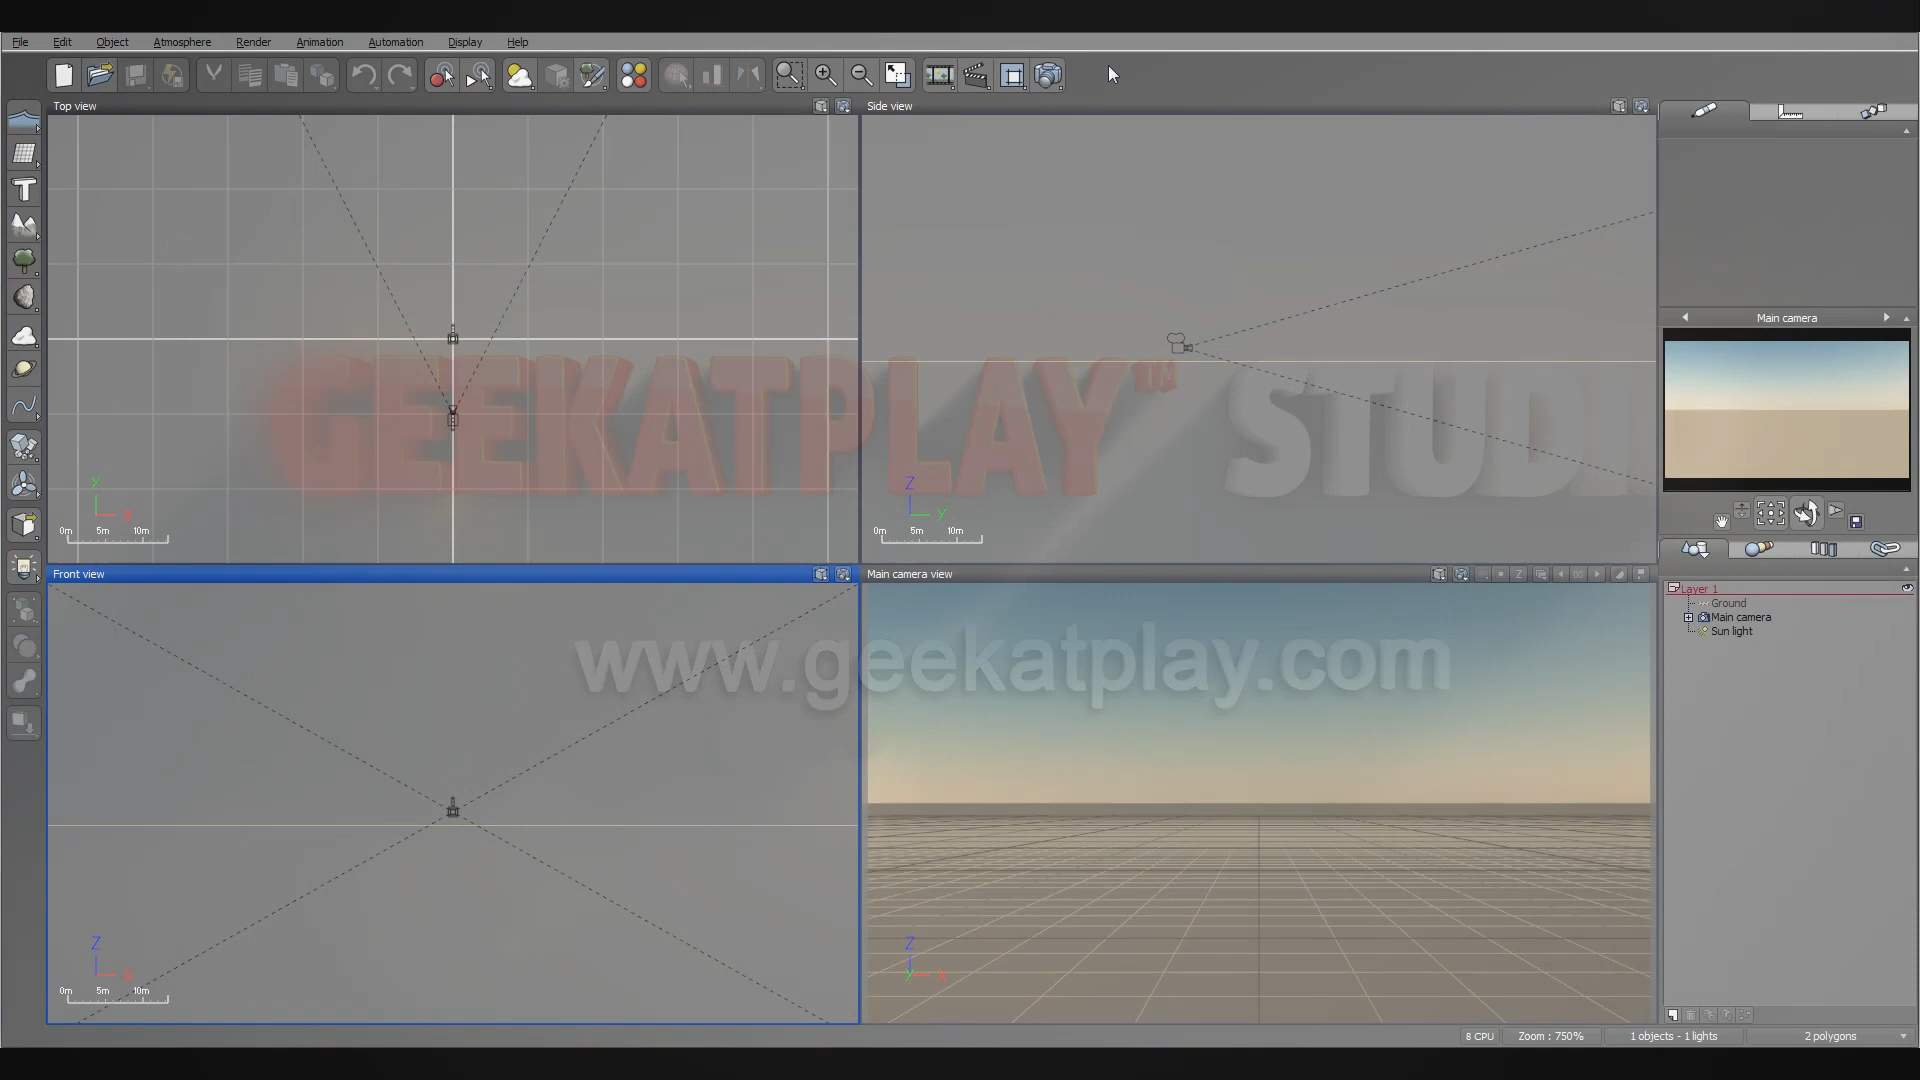 File Edit Object Atmosphere Render Animation Automation Display Help
Top view
Side view
Y
X
0m 5m 10m
Z
Y
0m 5m 10m
Main camera
GEEKATPLAY STUDI
Front view
Main camera view
Z
www.geekatplay.com
Z
X
0m 5m 10m
Z
Y
X
Layer 1
Ground
Main camera
Sun light
8 CPU Zoom : 750% 1 objects - 1 lights 2 polygons